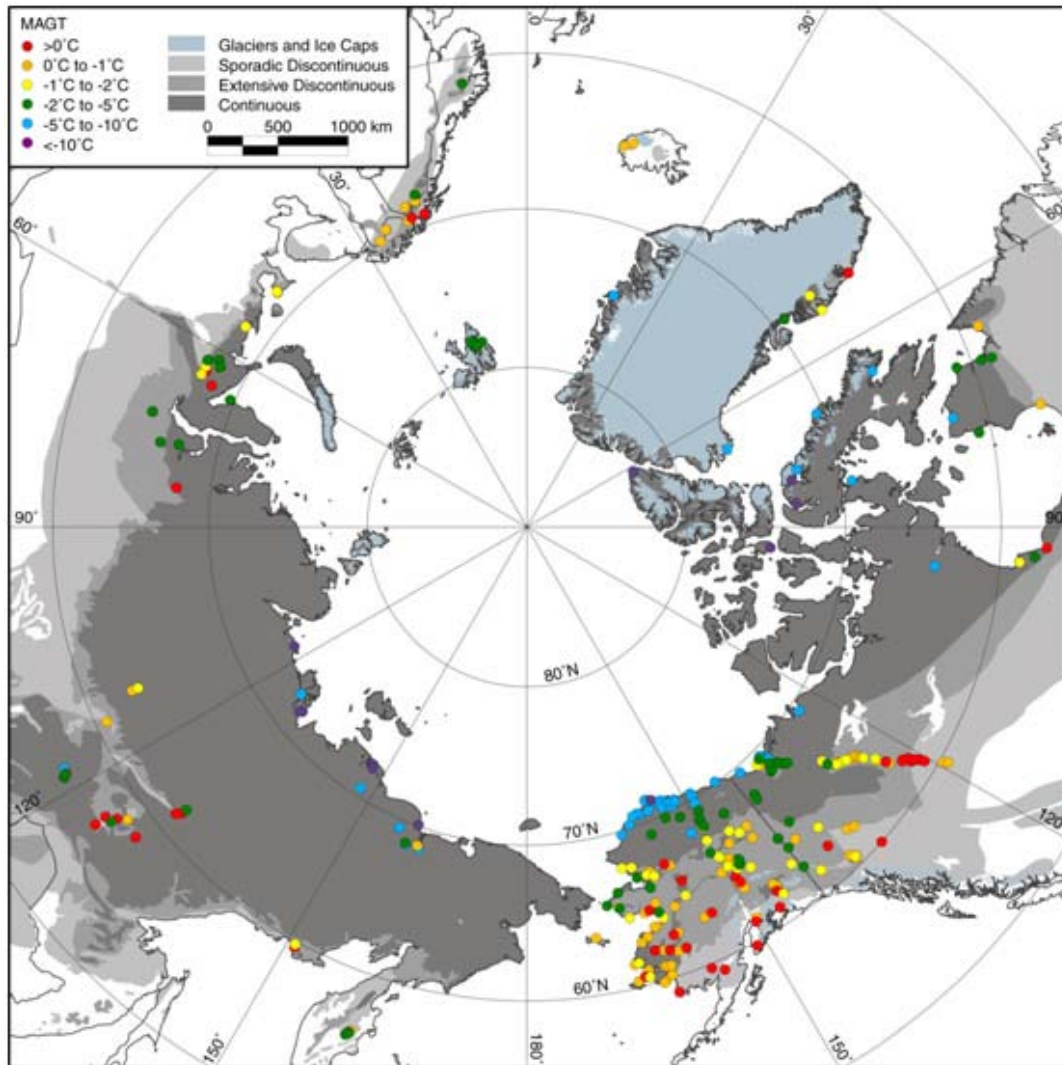 MAGT
>0˚C
0˚C to -1˚C
-1˚C to -2˚C
-2˚C to -5˚C
-5˚C to -10˚C
<-10˚C
Glaciers and Ice Caps
Sporadic Discontinuous
Extensive Discontinuous
Continuous
0 500 1000 km
30˚
30˚
60˚
90˚
80˚N
120˚
120˚
70˚N
60˚N
150˚
180˚
150˚